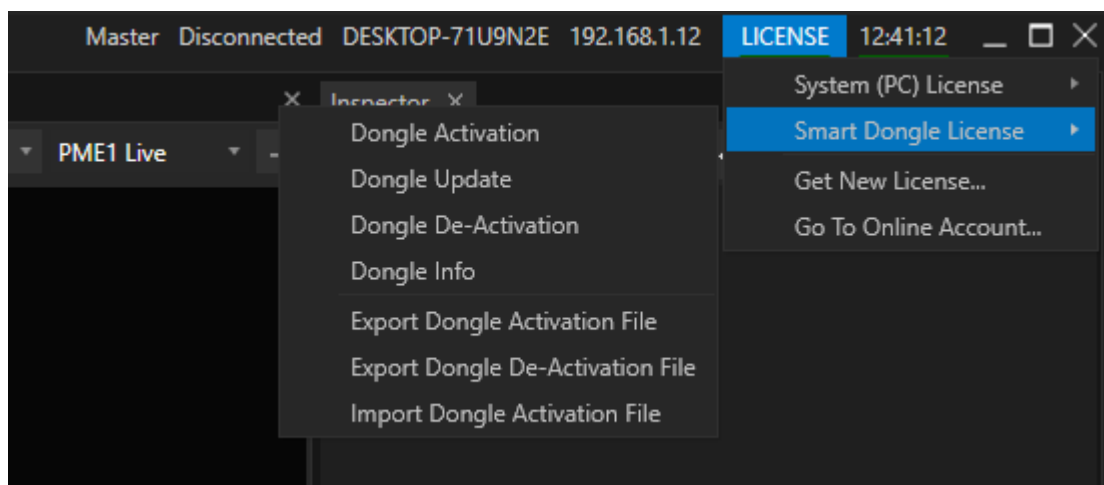 Master Disconnected DESKTOP-71U9N2E 192.168.1.12 LICENSE 12:41:12
Inspector
PME1 Live
Dongle Activation
Dongle Update
Dongle De-Activation
Dongle Info
Export Dongle Activation File
Export Dongle De-Activation File
Import Dongle Activation File
System (PC) License
Smart Dongle License
Get New License...
Go To Online Account...